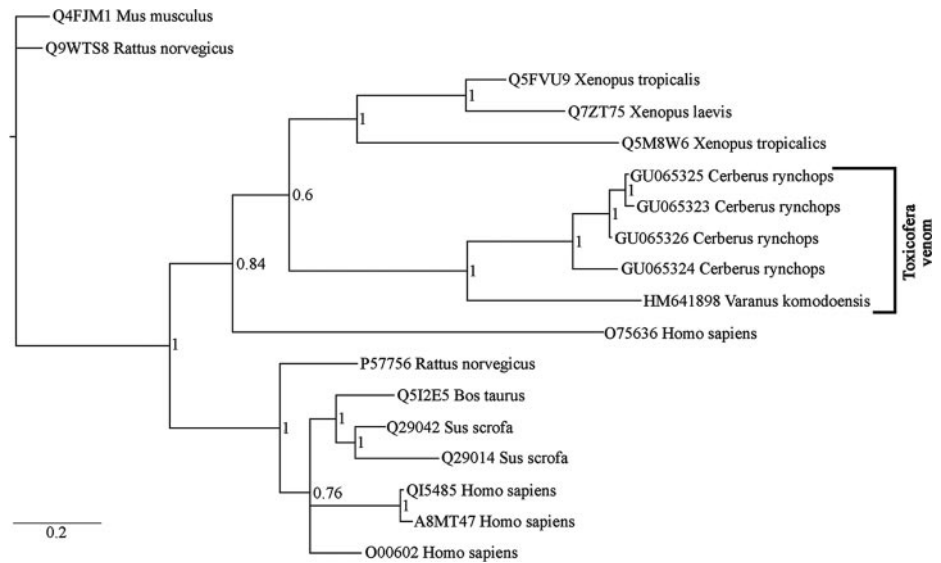 Q4FJM1 Mus musculus
Q9WTS8 Rattus norvegicus
Q5FVU9 Xenopus tropicalis
1
Q7ZT75 Xenopus laevis
1
Q5M8W6 Xenopus tropicalics
GU065325 Cerberus rynchops
1
0.6
GU065323 Cerberus rynchops
1
GU065326 Cerberus rynchops
1
Toxicofera
venom
0.84
GU065324 Cerberus rynchops
1
HM641898 Varanus komodoensis
O75636 Homo sapiens
1
P57756 Rattus norvegicus
Q5I2E5 Bos taurus
1
Q29042 Sus scrofa
1
1
Q29014 Sus scrofa
0.76
QI5485 Homo sapiens
1
A8MT47 Homo sapiens
0.2
O00602 Homo sapiens